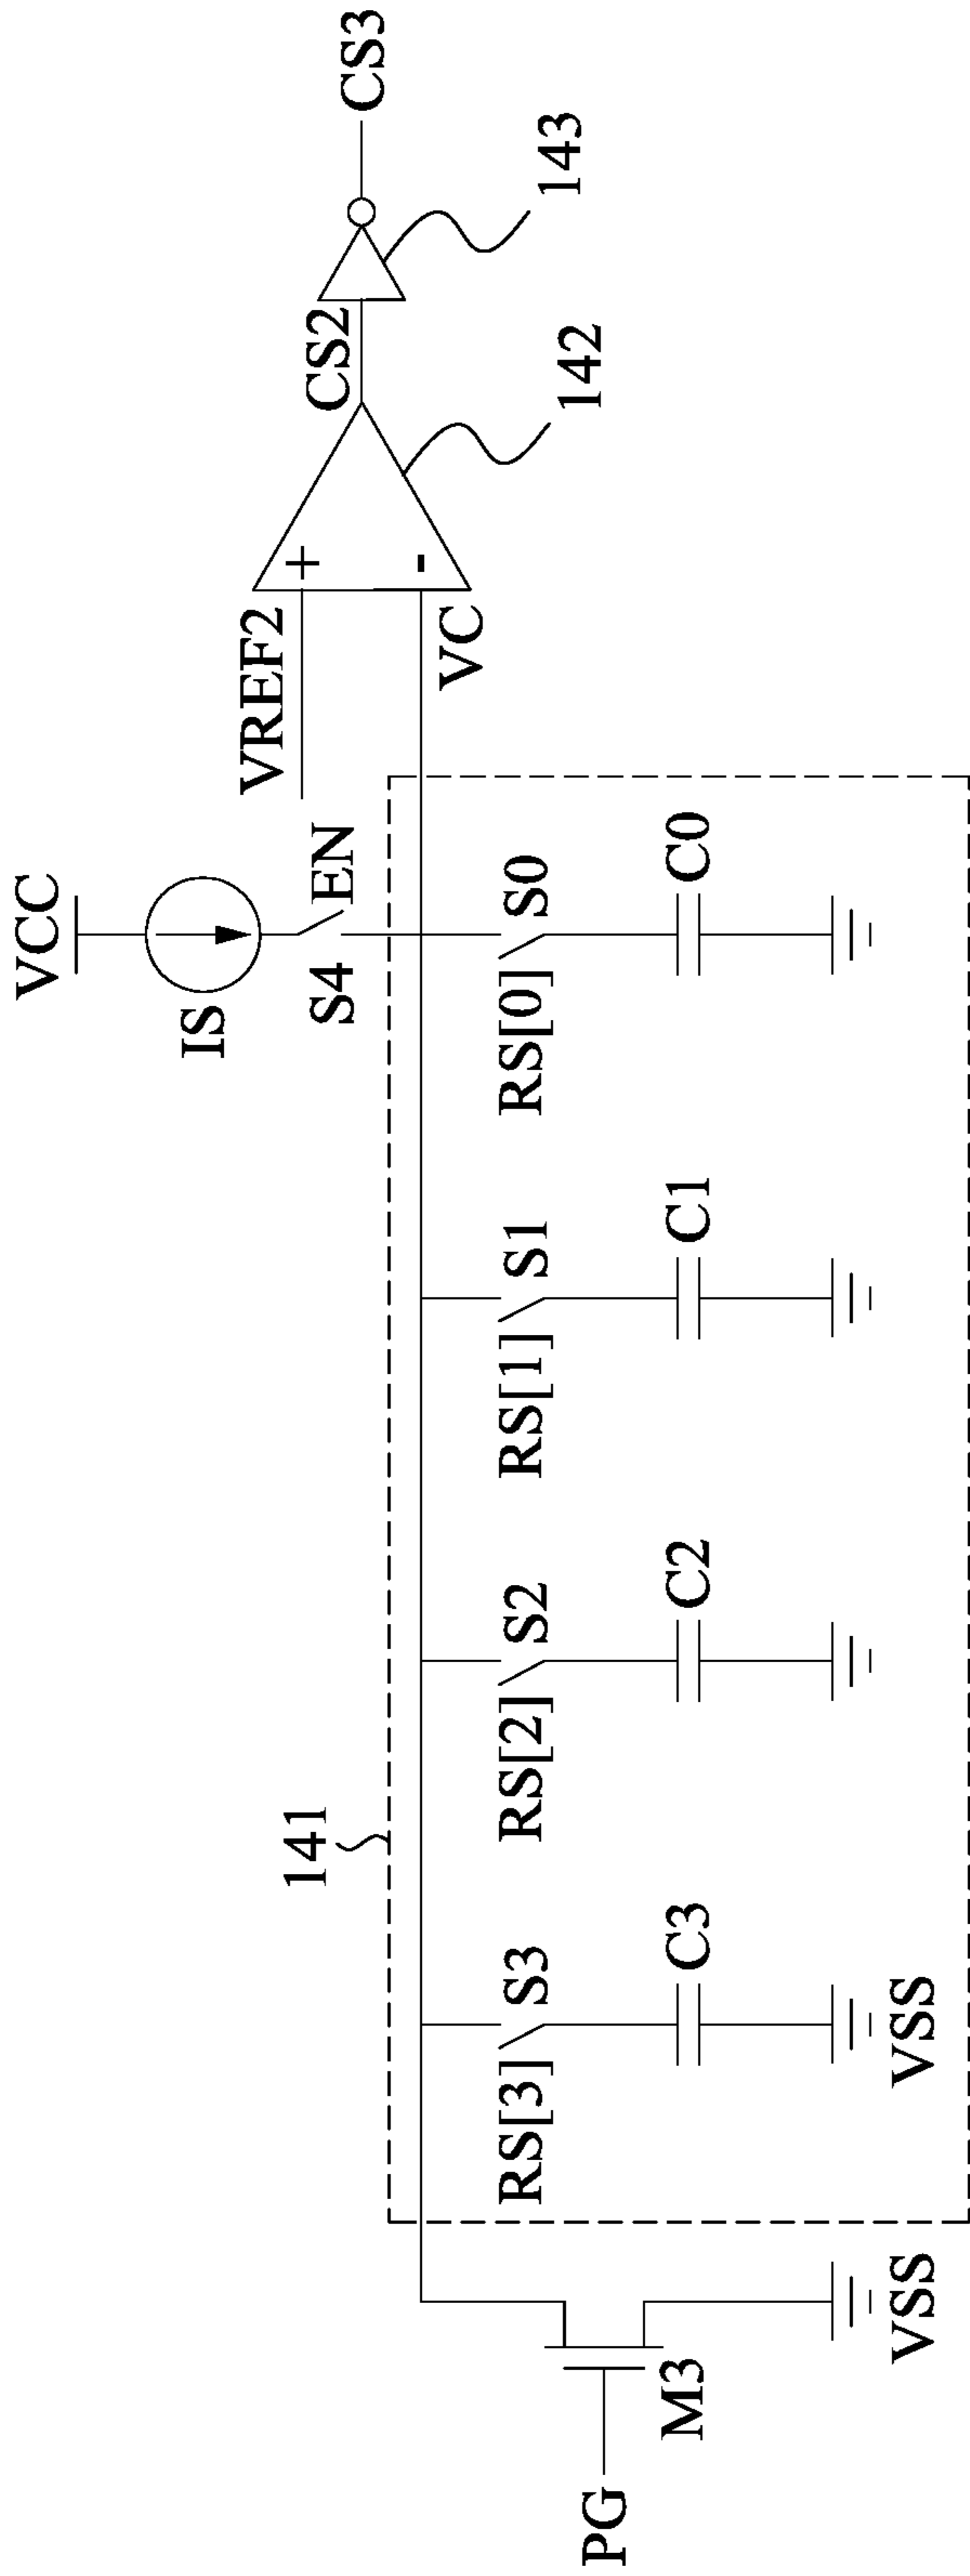 VCC
IS
S4
EN
VREF2
+
-
VC
CS2
CS3
142
143
141
RS[3]
S3
RS[2]
S2
RS[1]
S1
RS[0]
S0
C3
C2
C1
C0
PG
M3
VSS
VSS